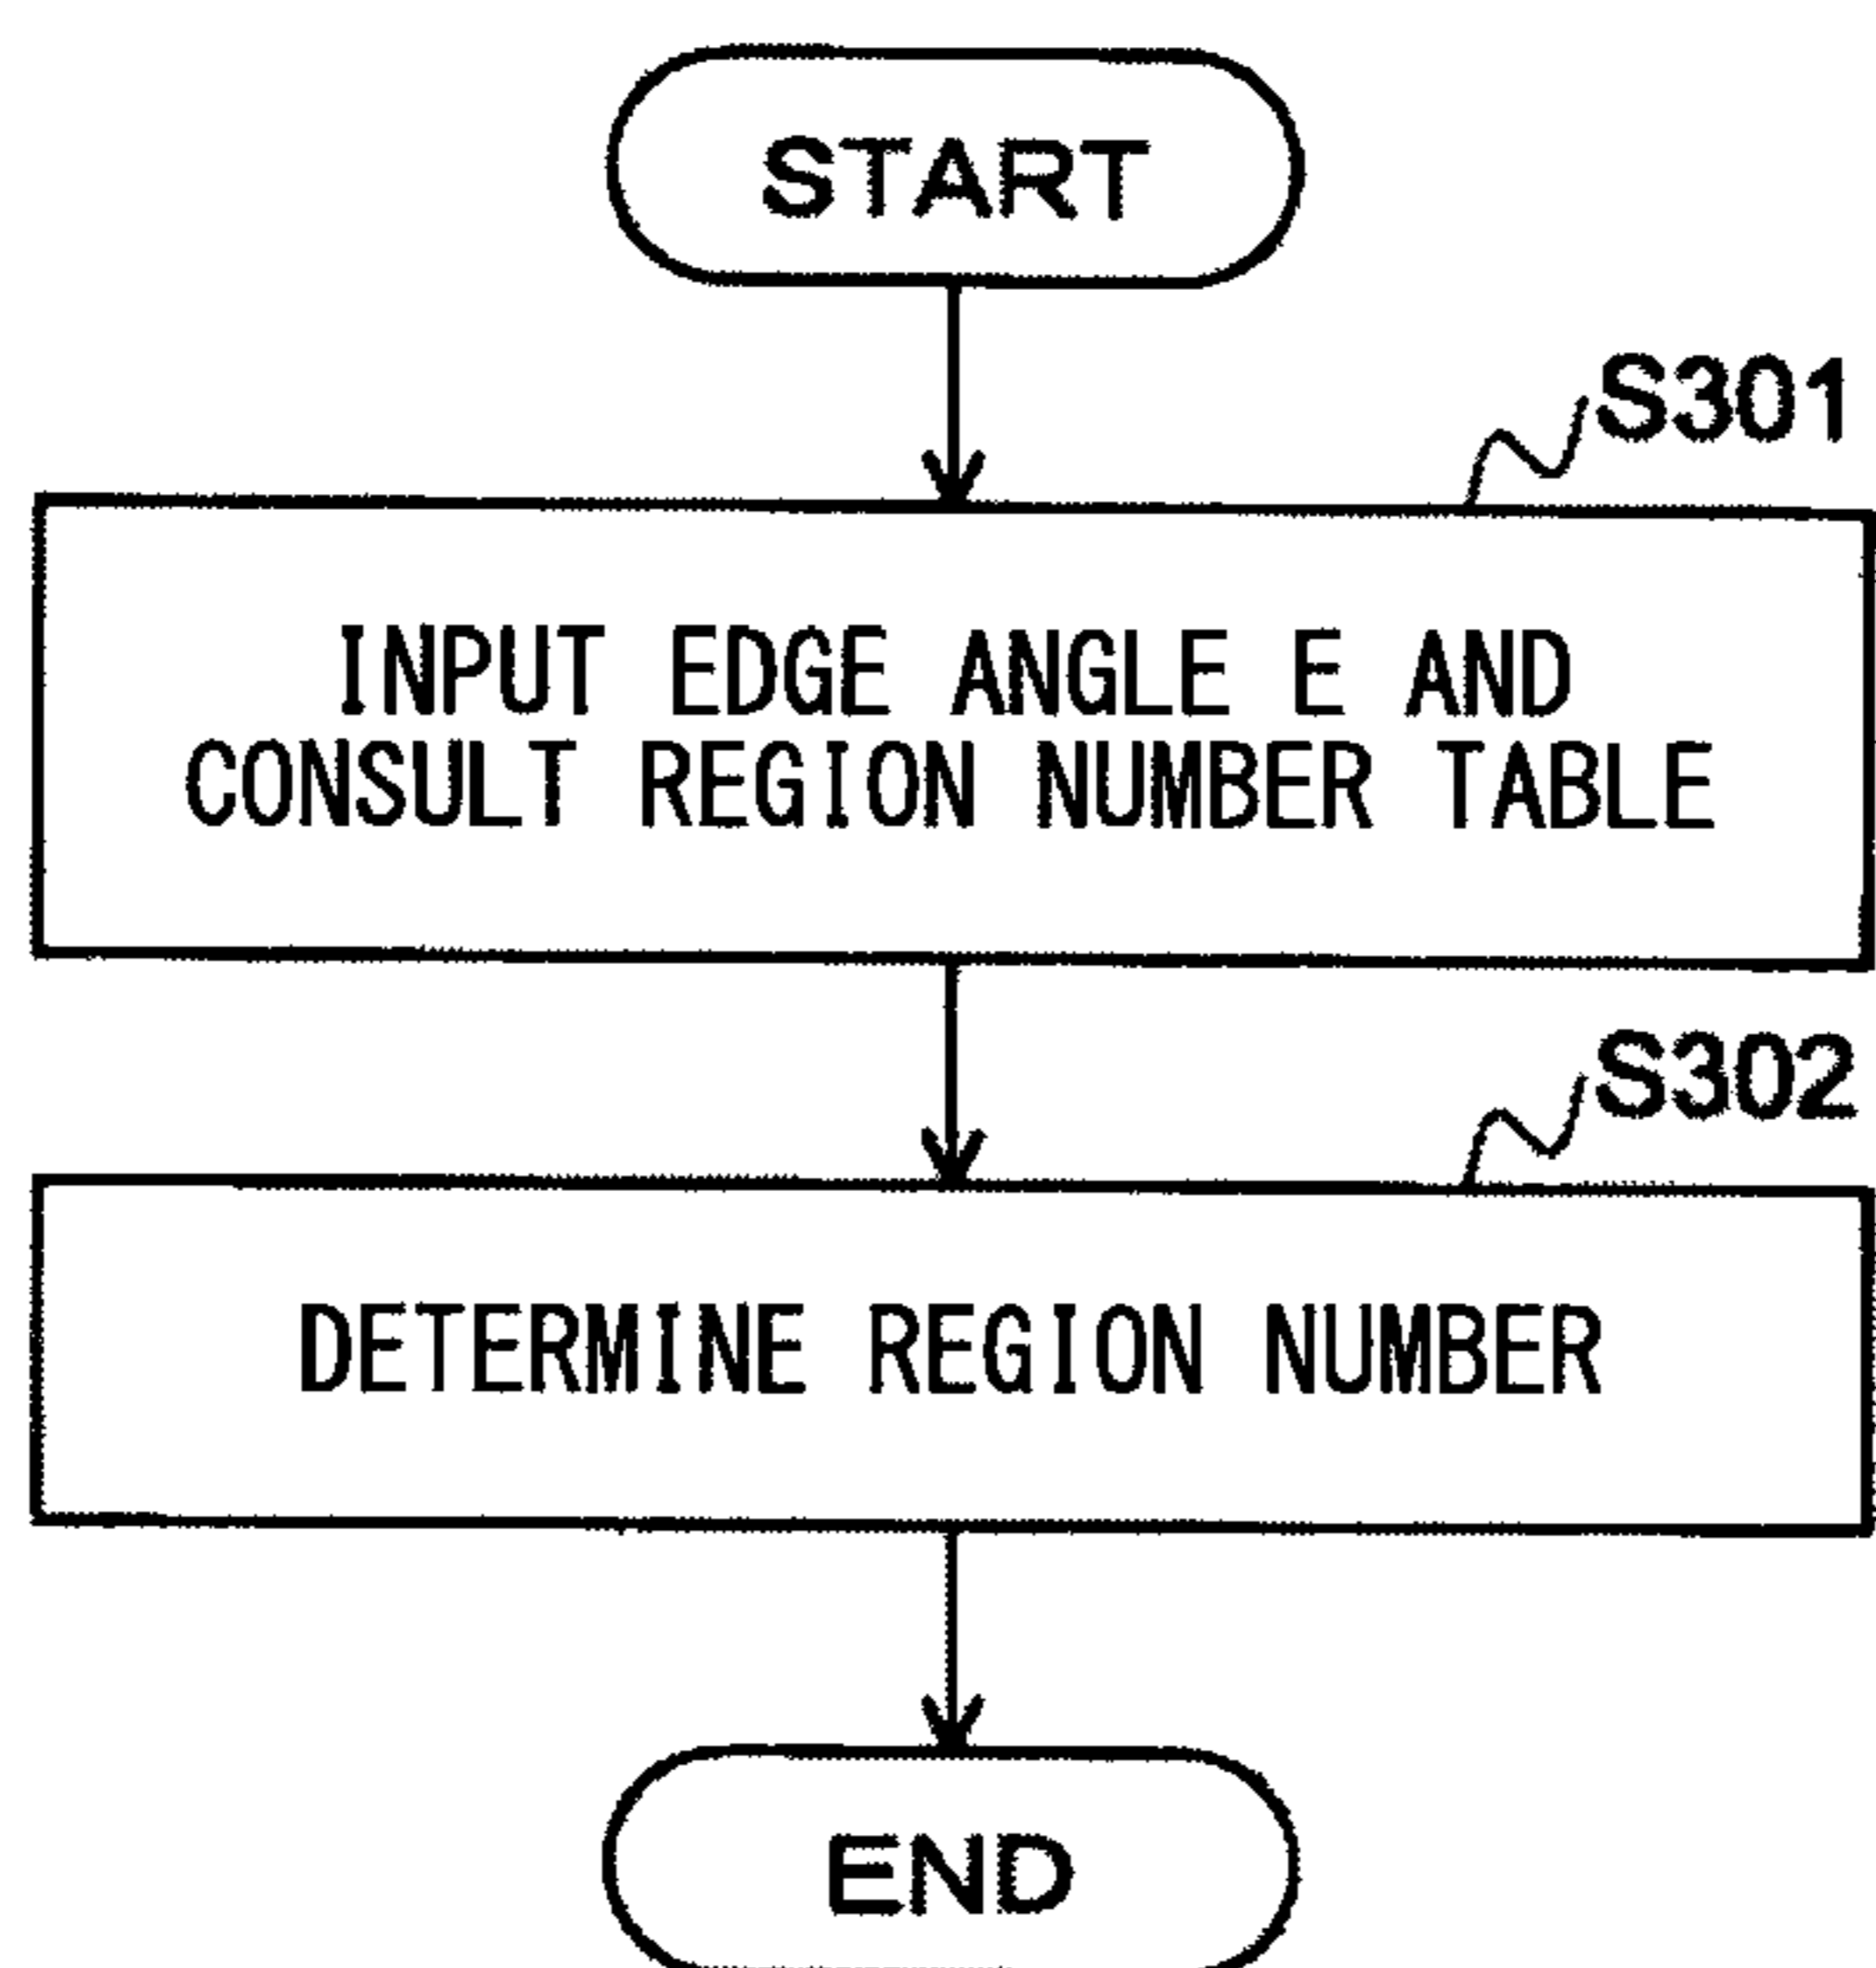 START
S301
INPUT EDGE ANGLE E AND
CONSULT REGION NUMBER TABLE
S302
DETERMINE REGION NUMBER
END